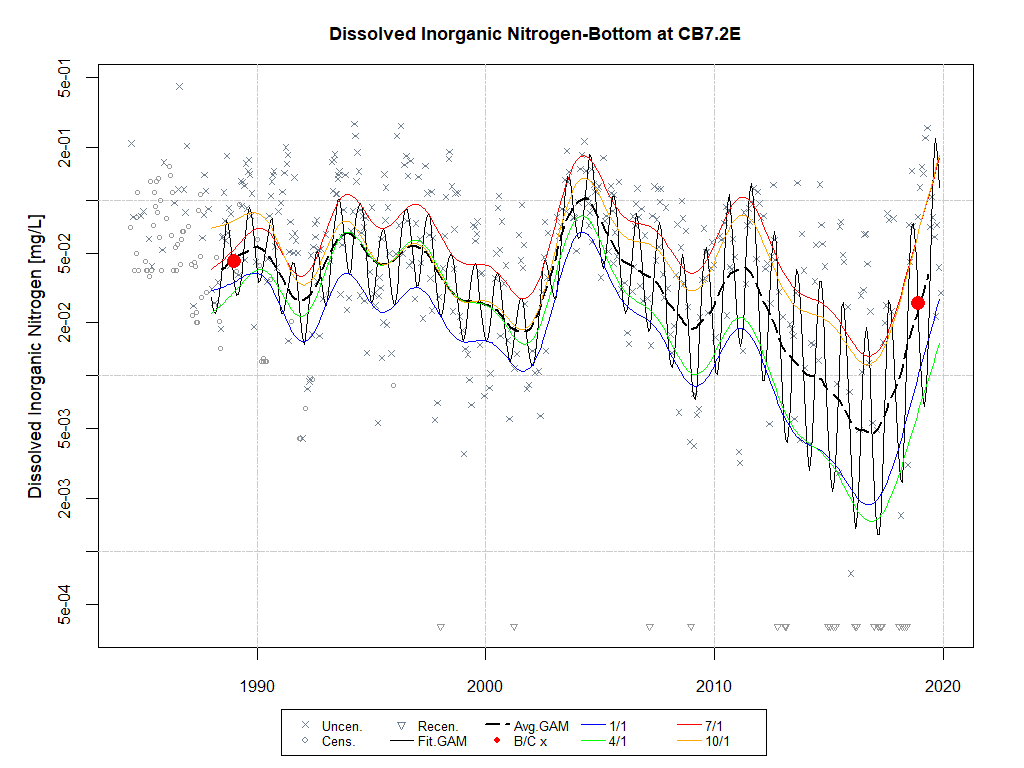 Dissolved Inorganic Nitrogen-Bottom at CB7.2E
Dissolved Inorganic Nitrogen [mg/L]
5e-01
2e-01
5e-02
2e-02
5e-03
2e-03
5e-04
1990 2000 2010 2020
Uncen. Recen. Avg.GAM 1/1 7/1
Cens. Fit.GAM B/C x 4/1 10/1